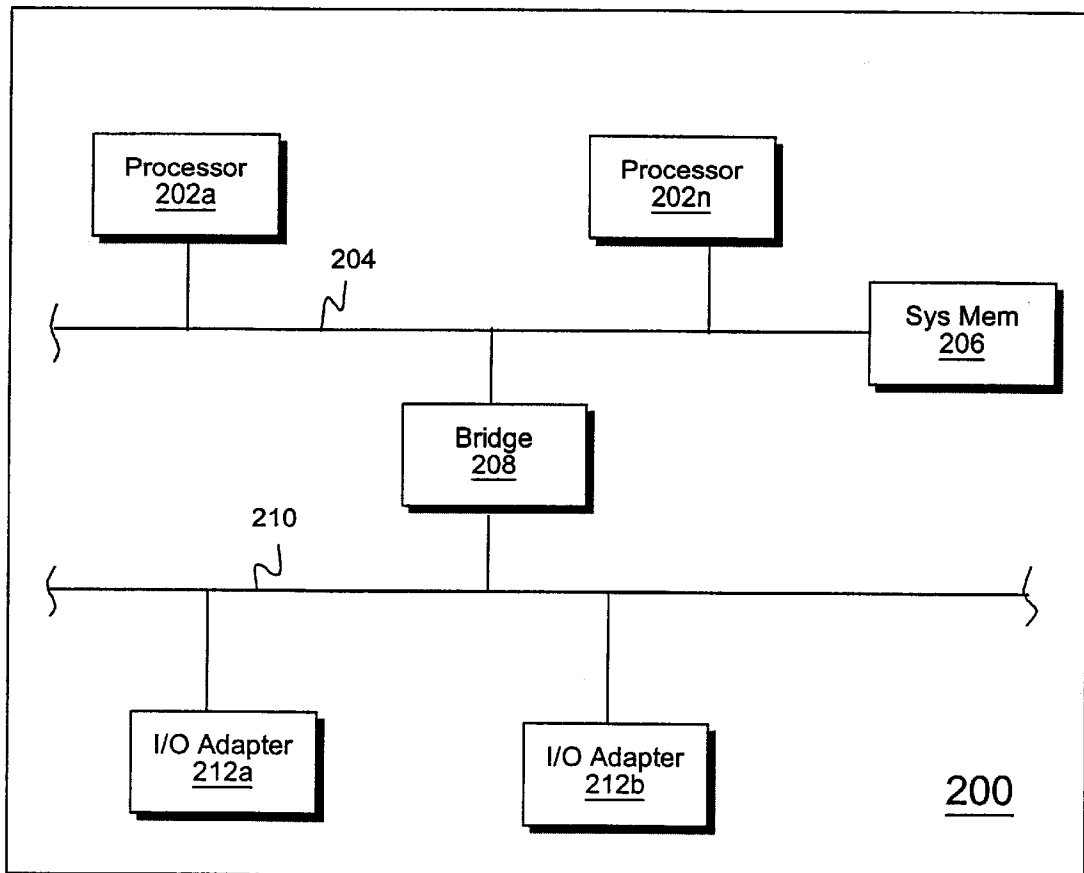 Processor
202a
Processor
202n
204
Sys Mem
206
Bridge
208
210
I/O Adapter
212a
I/O Adapter
212b
200